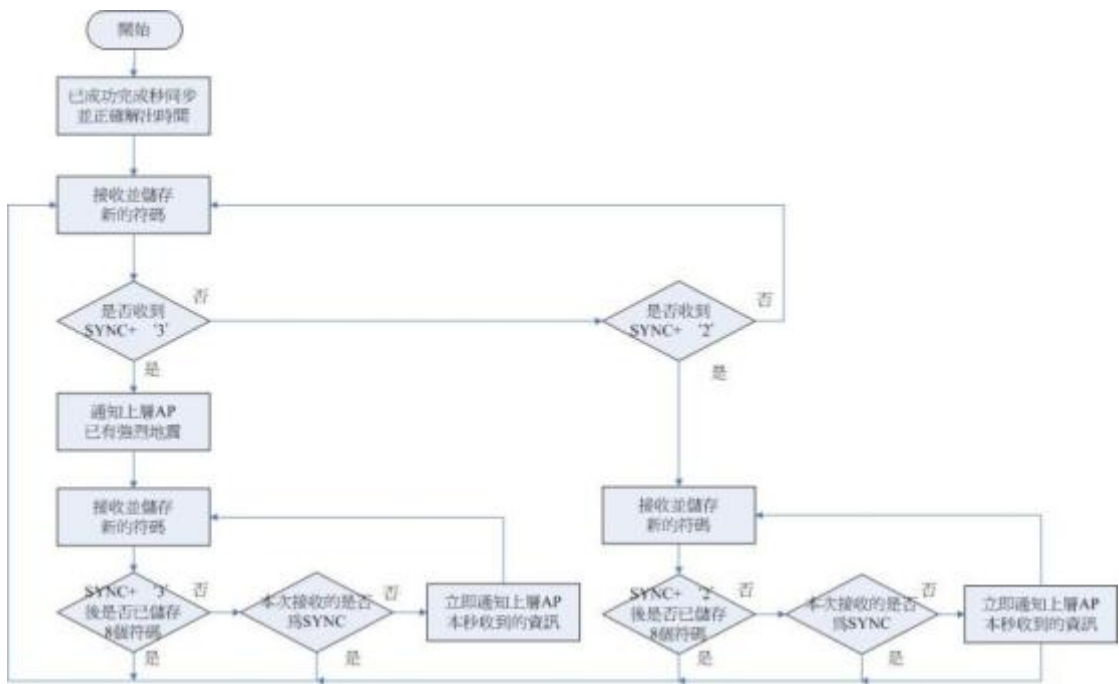 開始
已成功完成秒同步
並正確解出時間
接收並儲存
新的符碼
是否收到
SYNC+ '3'
否
是
是否收到
SYNC+ '2'
否
是
通知上層AP
已有強烈地震
接收並儲存
新的符碼
SYNC+ '3'
後是否已儲存
8個符碼
否
是
本次接收的是否
為SYNC
否
是
立即通知上層AP
本秒收到的資訊
接收並儲存
新的符碼
SYNC+ '2'
後是否已儲存
8個符碼
否
是
本次接收的是否
為SYNC
否
是
立即通知上層AP
本秒收到的資訊